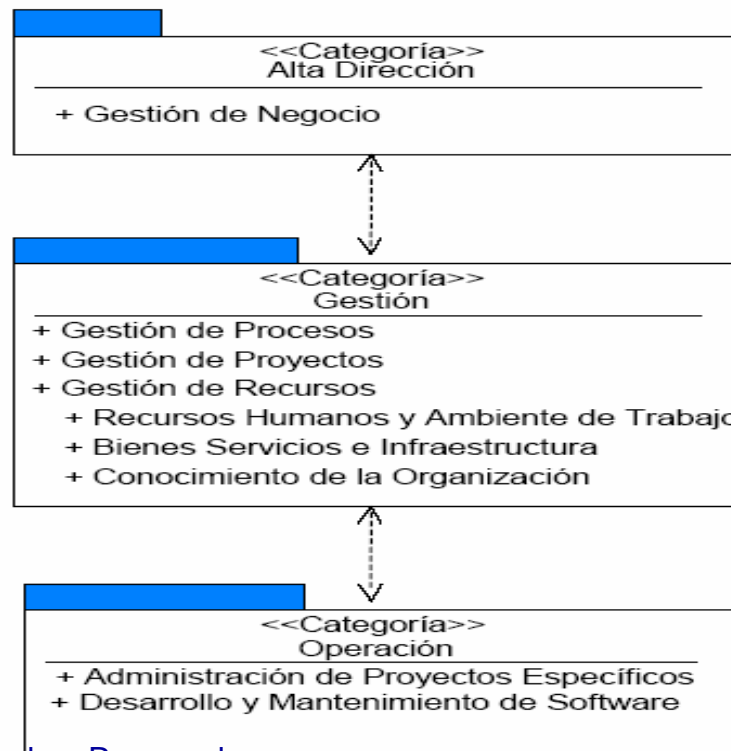 <<Categoría>>
Alta Dirección
+ Gestión de Negocio
<<Categoría>>
Gestión
+ Gestión de Procesos
+ Gestión de Proyectos
+ Gestión de Recursos
+ Recursos Humanos y Ambiente de Trabajo
+ Bienes Servicios e Infraestructura
+ Conocimiento de la Organización
<<Categoría>>
Operación
+ Administración de Proyectos Específicos
+ Desarrollo y Mantenimiento de Software